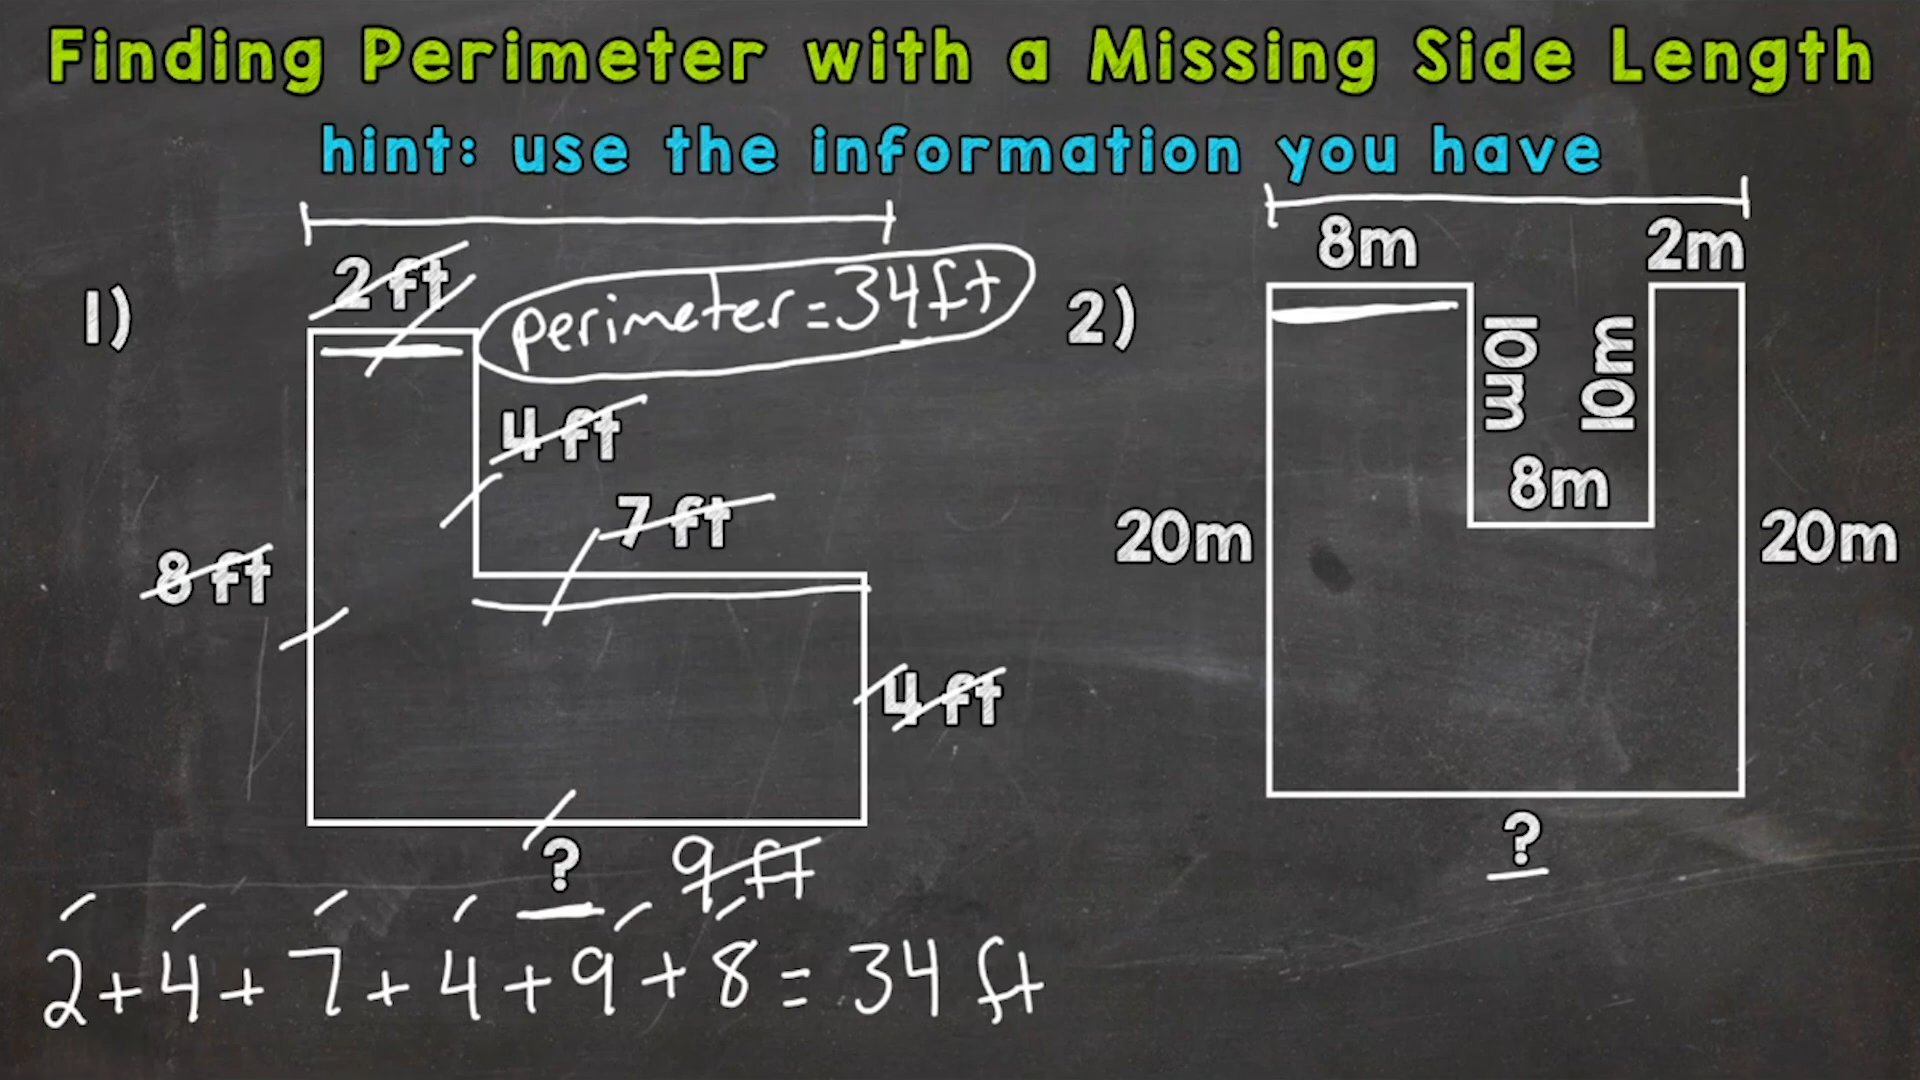 Finding Perimeter with a Missing Side Length
hint: use the information you have
1)
2 ft
perimeter = 34 ft
4 ft
7 ft
8 ft
4 ft
?
9 ft
2 + 4 + 7 + 4 + 9 + 8 = 34 ft
2)
8m
2m
10m
10m
8m
20m
20m
?